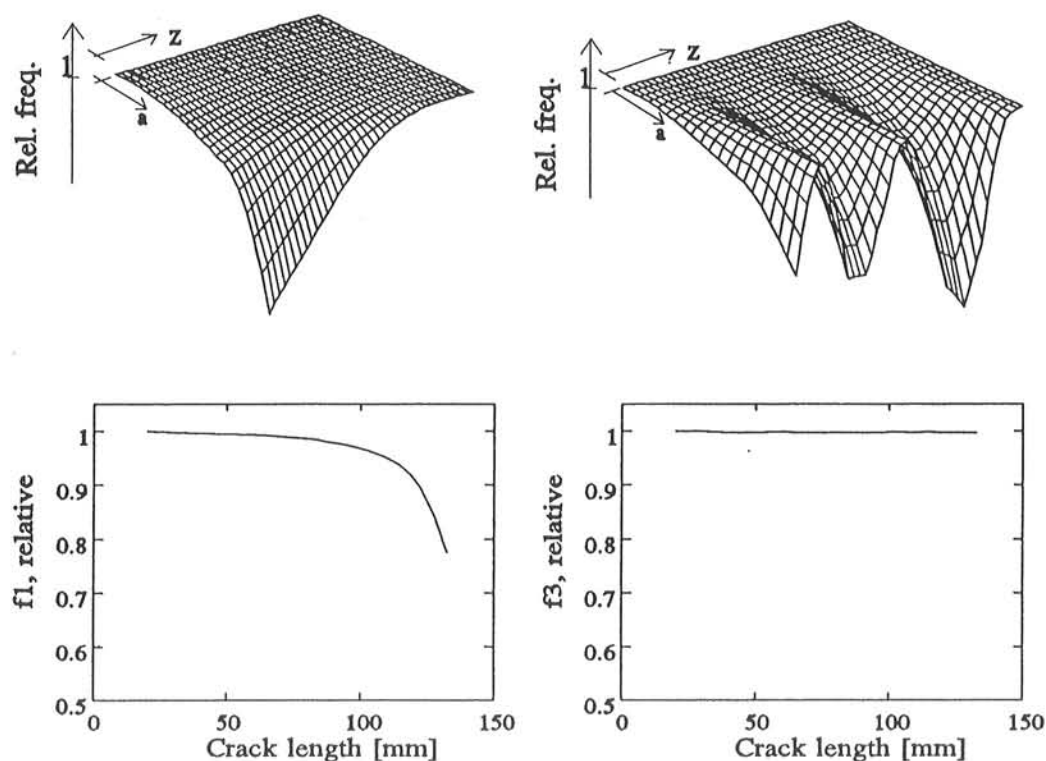 Rel. freq.
1
Z
a
Rel. freq.
1
Z
a
f1, relative
1
0.9
0.8
0.7
0.6
0.5
0
50
100
150
Crack length [mm]
f3, relative
1
0.9
0.8
0.7
0.6
0.5
0
50
100
150
Crack length [mm]